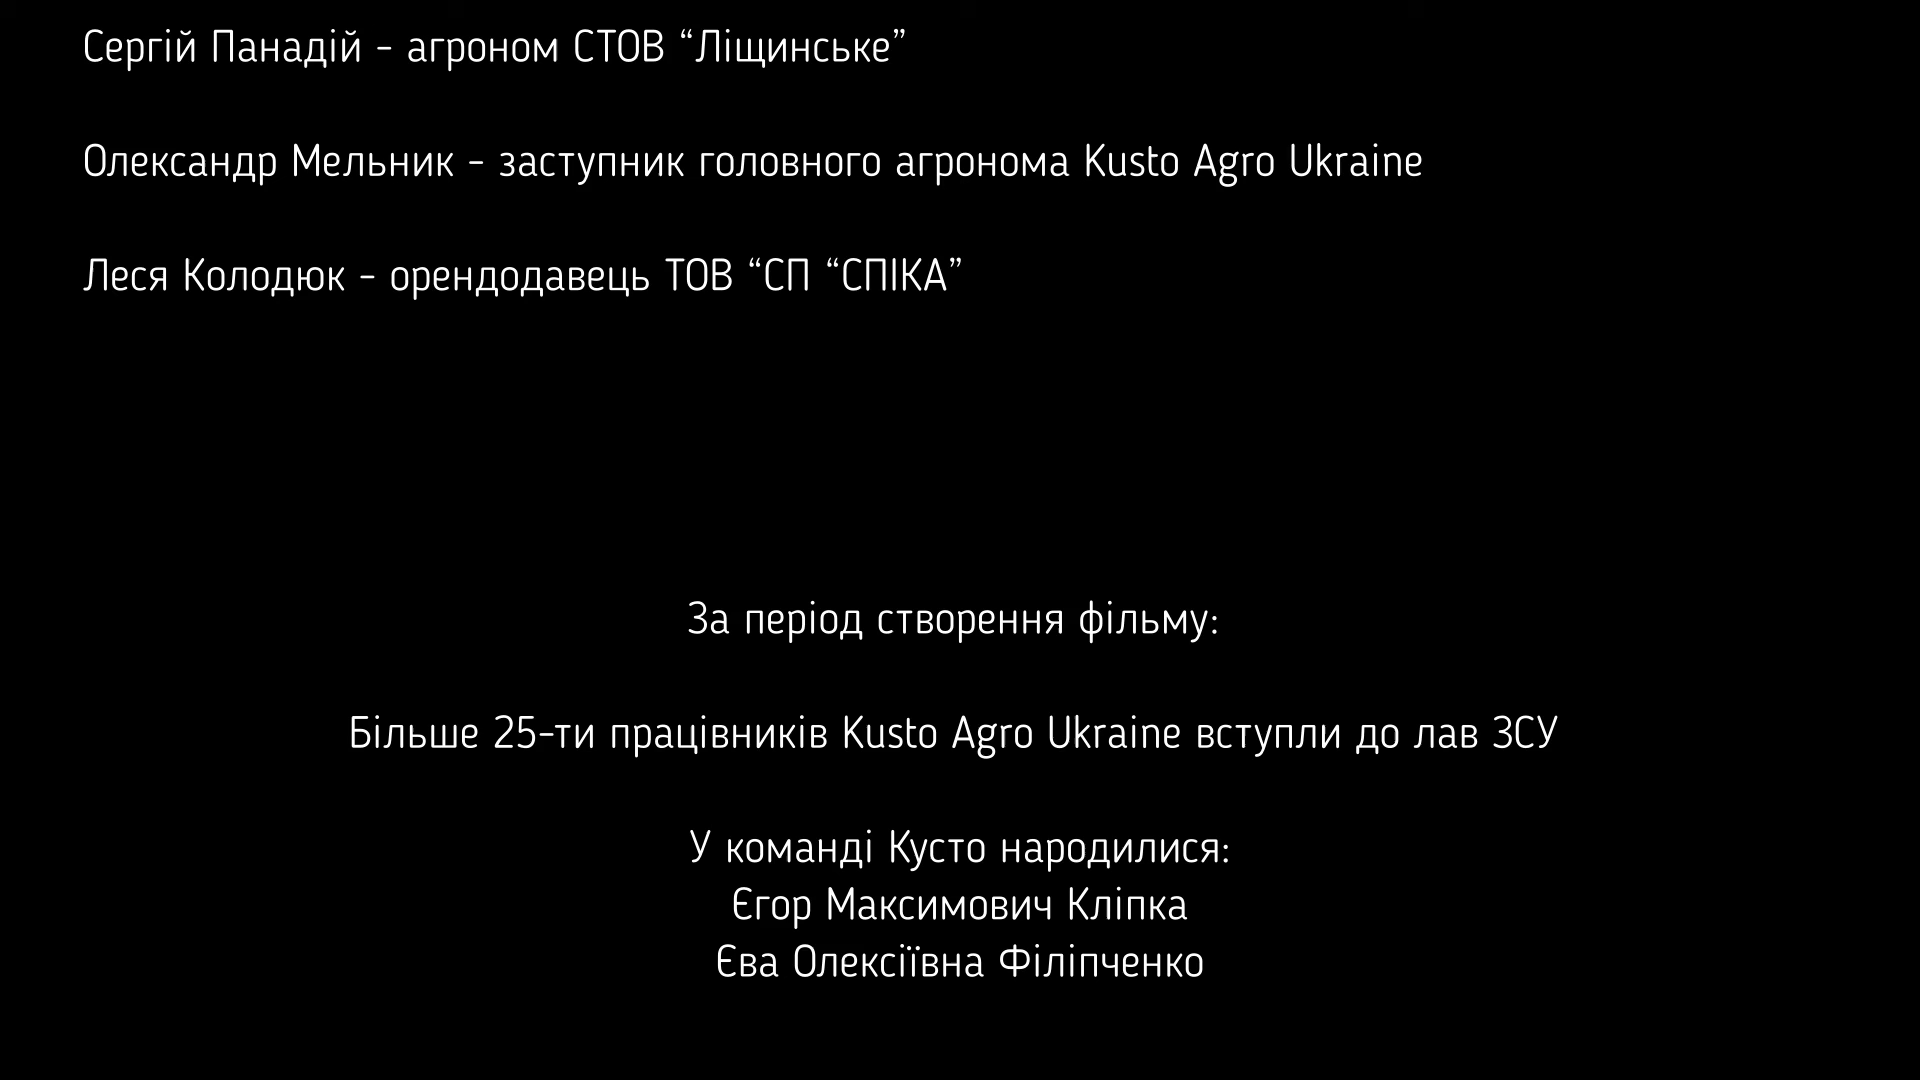 Сергій Панадій - агроном СТОВ “Ліщинське”
Олександр Мельник - заступник головного агронома Kusto Agro Ukraine
Леся Колодюк - орендодавець ТОВ “СП “СПІКА”
За період створення фільму:
Більше 25-ти працівників Kusto Agro Ukraine вступли до лав ЗСУ
У команді Кусто народилися:
Єгор Максимович Кліпка
Єва Олексіївна Філіпченко